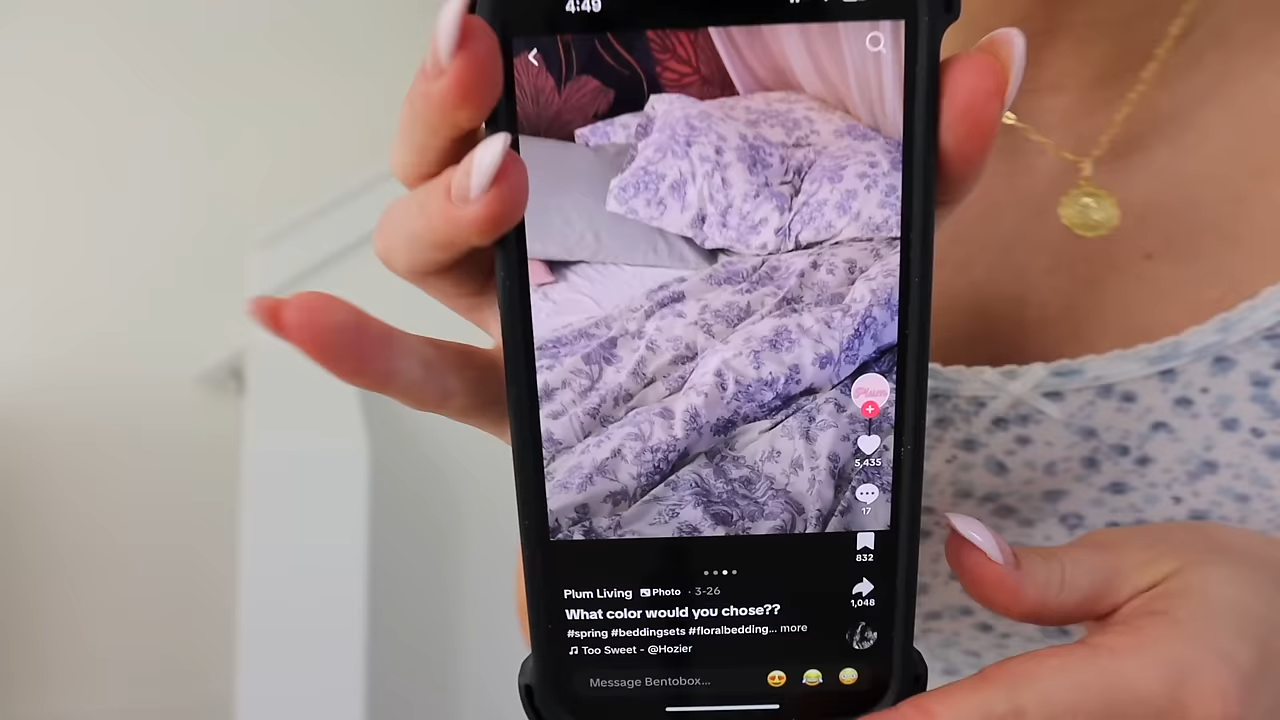 4:49
Plum
5,435
17
832
1,048
Plum Living Photo · 3-26
What color would you chose??
#spring #beddingsets #floralbedding... more
Too Sweet - @Hozier
Message Bentobox...